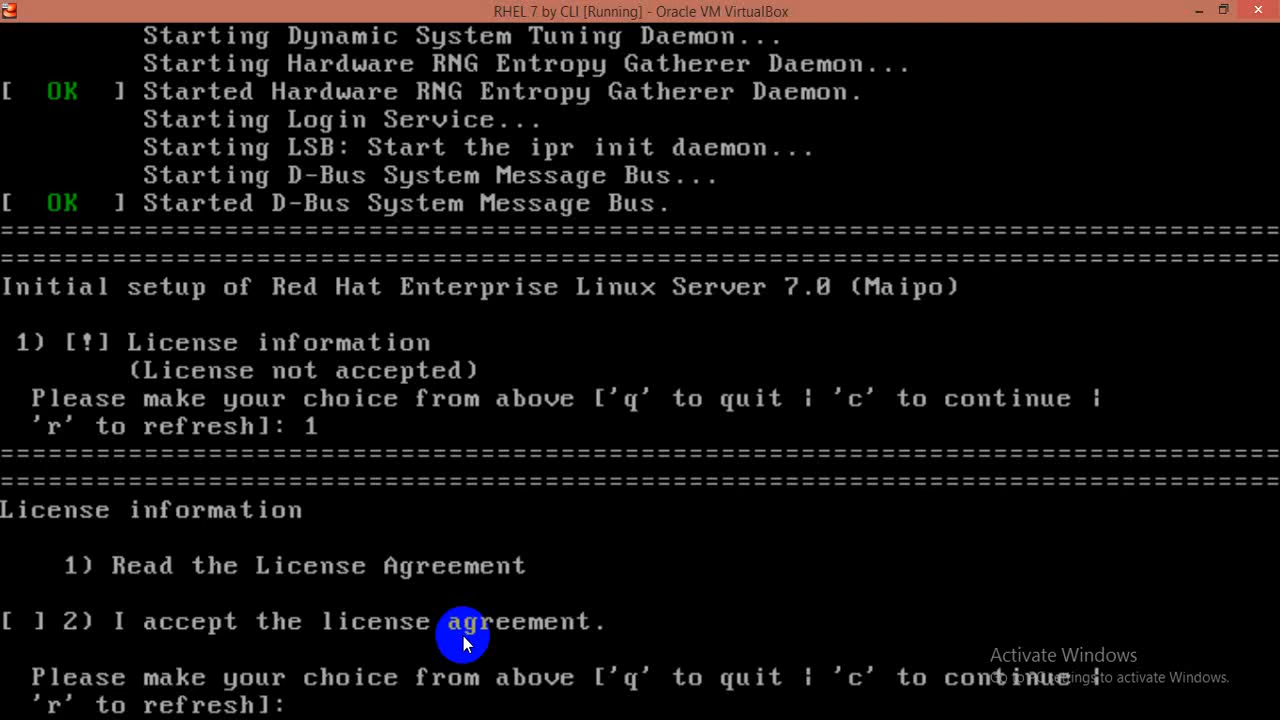 RHEL 7 by CLI [Running] - Oracle VM VirtualBox
Starting Dynamic System Tuning Daemon...
Starting Hardware RNG Entropy Gatherer Daemon...
[  OK  ] Started Hardware RNG Entropy Gatherer Daemon.
Starting Login Service...
Starting LSB: Start the ipr init daemon...
Starting D-Bus System Message Bus...
[  OK  ] Started D-Bus System Message Bus.
================================================================================
================================================================================
Initial setup of Red Hat Enterprise Linux Server 7.0 (Maipo)
1) [!] License information
(License not accepted)
Please make your choice from above ['q' to quit | 'c' to continue |
'r' to refresh]: 1
================================================================================
================================================================================
License information
1) Read the License Agreement
[ ] 2) I accept the license agreement.
Activate Windows
Please make your choice from above ['q' to quit | 'c' to continue |
Go to PC settings to activate Windows.
'r' to refresh]: